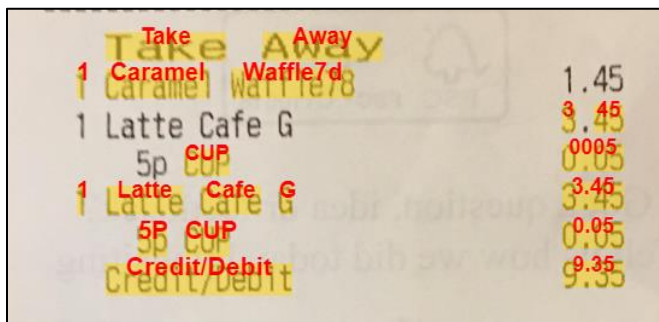 Take Away
Take Away
1 Caramel Waffle7d
1 Caramel Waffle78 1.45
3 45
1 Latte Cafe G 3.45
CUP 0005
5p CUP 0.05
1 Latte Cafe G 3.45
1 Latte Cafe G 3.45
5P CUP 0.05
5p CUP 0.05
Credit/Debit 9.35
Credit/Debit 9.35